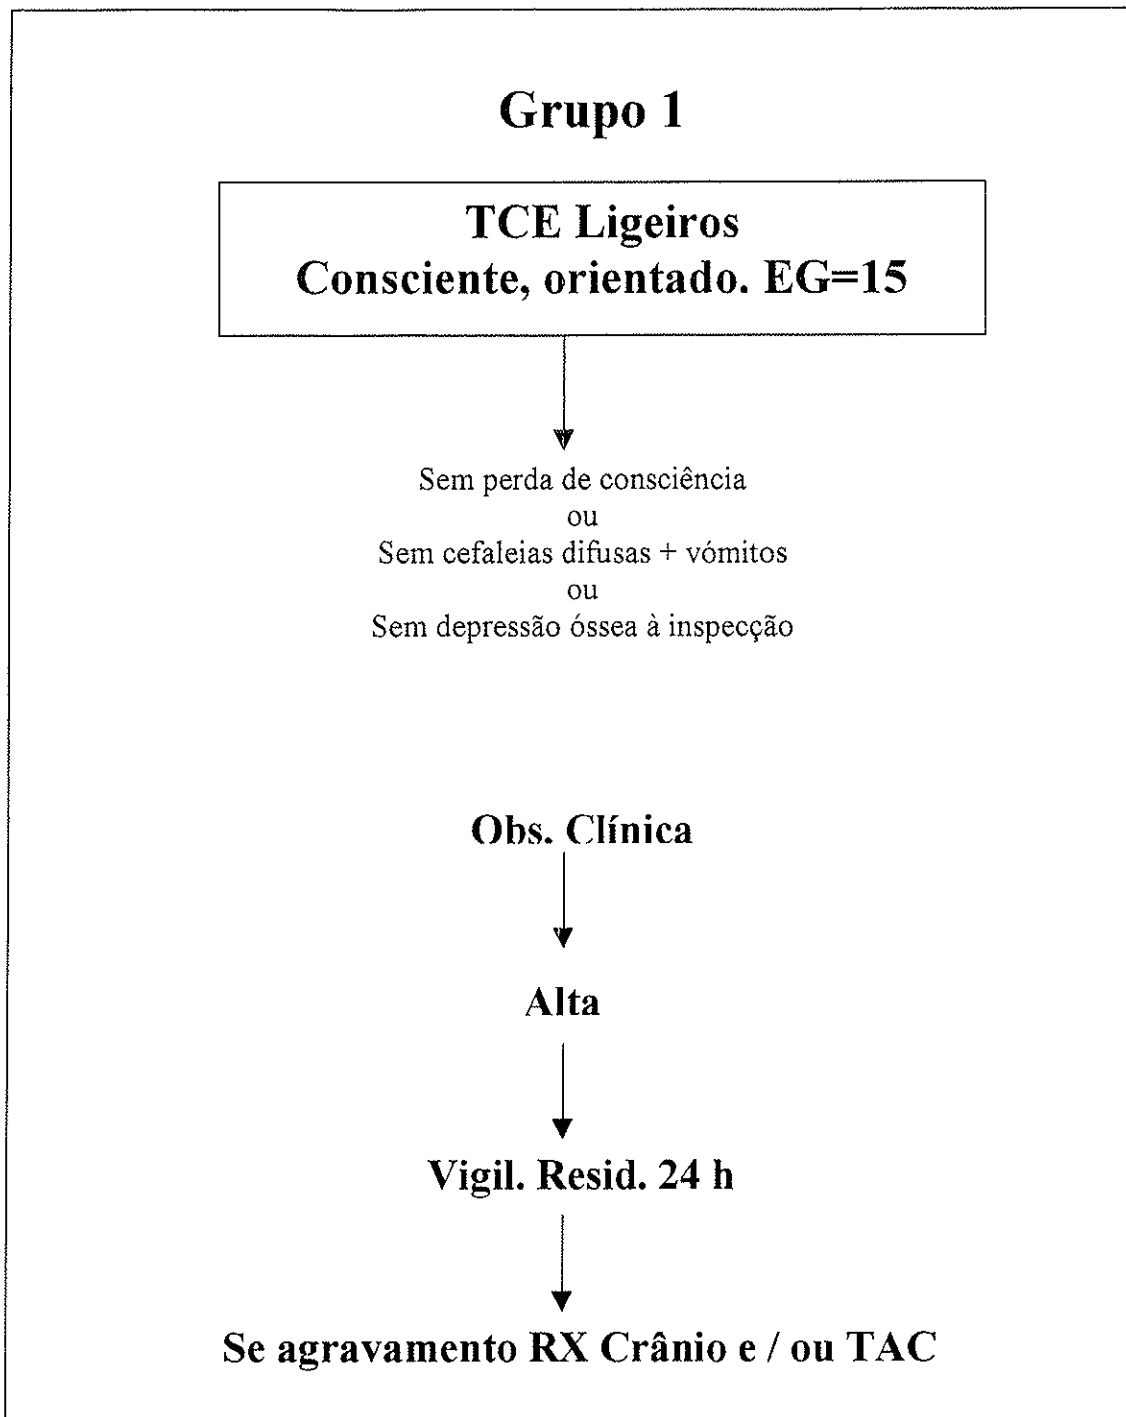 Grupo 1
TCE Ligeiros
Consciente, orientado. EG=15
Sem perda de consciência
ou
Sem cefaleias difusas + vómitos
ou
Sem depressão óssea à inspecção
Obs. Clínica
Alta
Vigil. Resid. 24 h
Se agravamento RX Crânio e / ou TAC